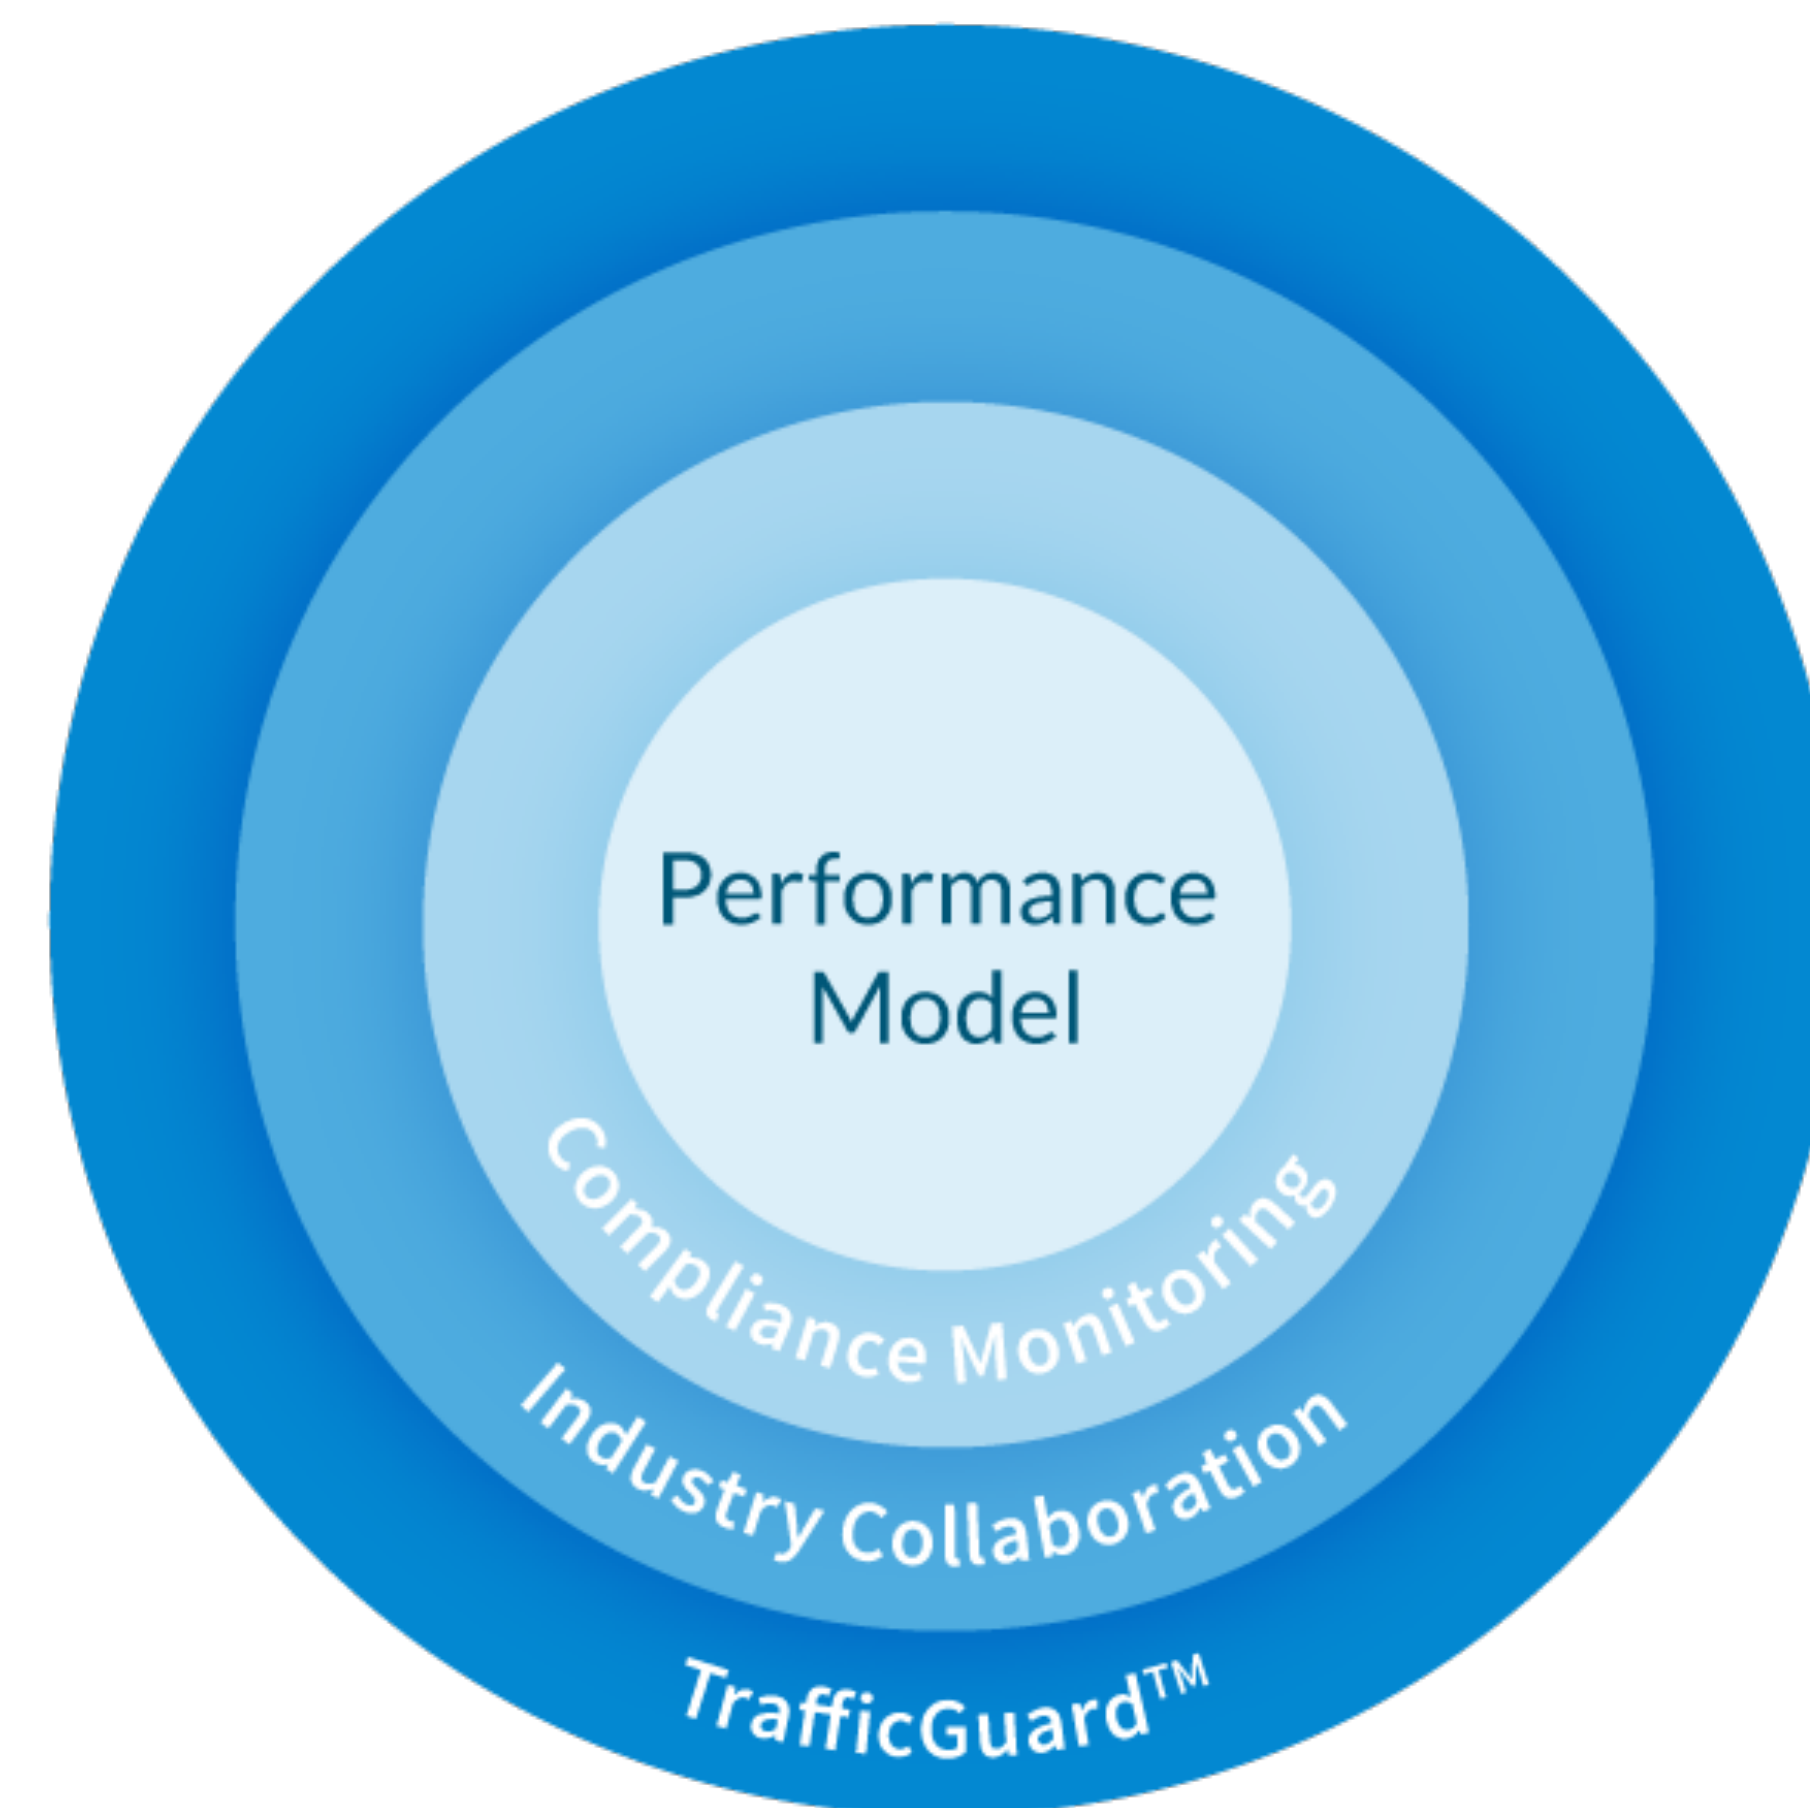 Performance
Model
Compliance Monitoring
Industry Collaboration
TrafficGuard™